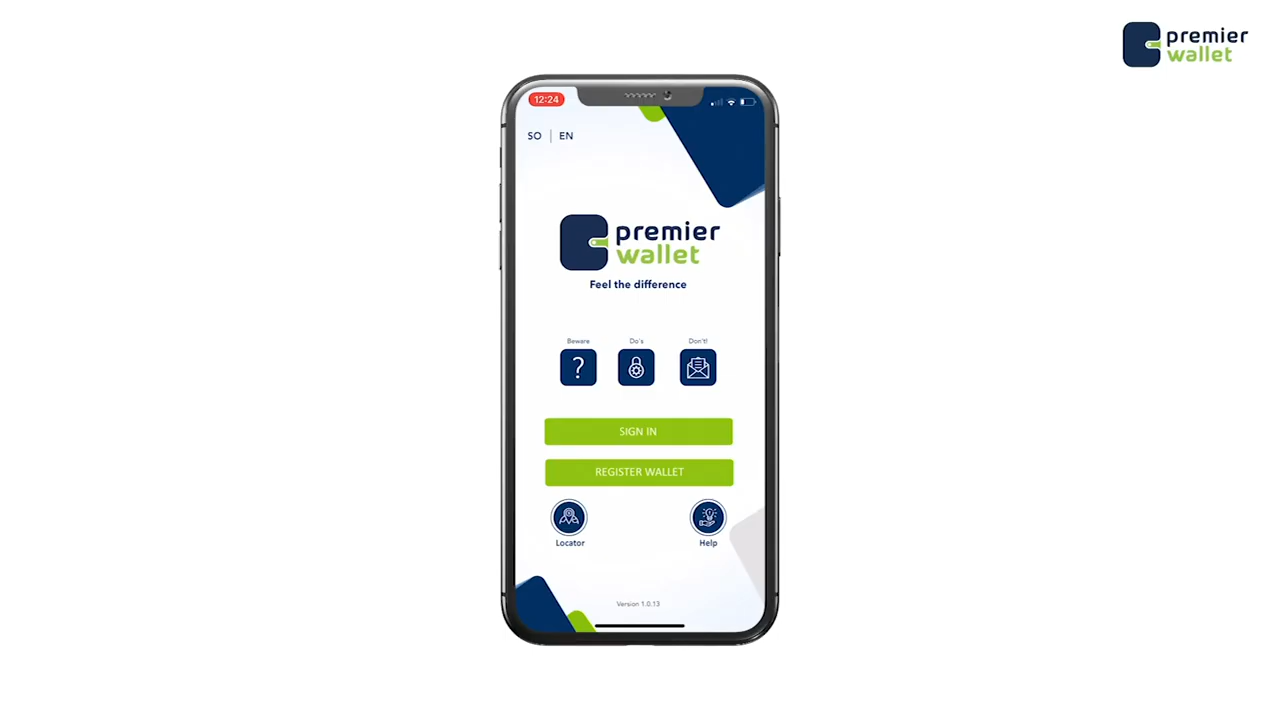 premier
wallet
12:24
SO | EN
premier
wallet
Feel the difference
Beware
Do's
Don't!
SIGN IN
REGISTER WALLET
Locator
Help
Version 1.0.13